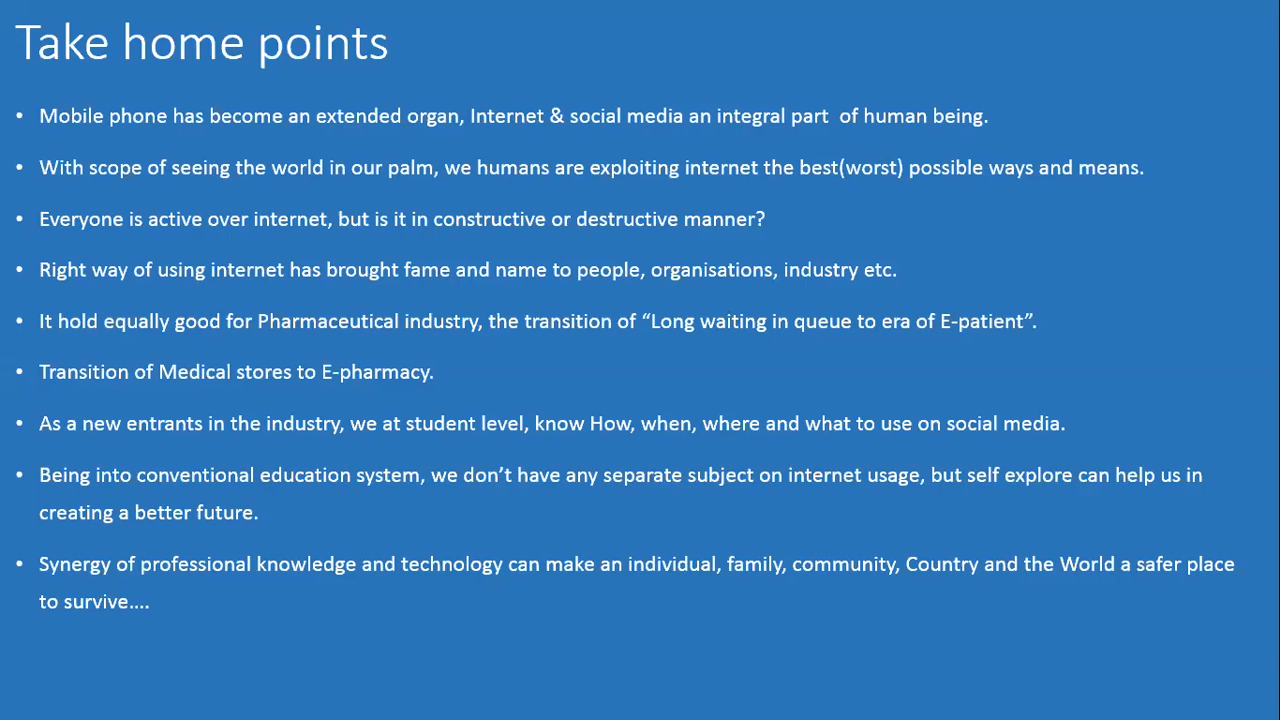 Take home points
• Mobile phone has become an extended organ, Internet & social media an integral part  of human being.
• With scope of seeing the world in our palm, we humans are exploiting internet the best(worst) possible ways and means.
• Everyone is active over internet, but is it in constructive or destructive manner?
• Right way of using internet has brought fame and name to people, organisations, industry etc.
• It hold equally good for Pharmaceutical industry, the transition of “Long waiting in queue to era of E-patient”.
• Transition of Medical stores to E-pharmacy.
• As a new entrants in the industry, we at student level, know How, when, where and what to use on social media.
• Being into conventional education system, we don’t have any separate subject on internet usage, but self explore can help us in
creating a better future.
• Synergy of professional knowledge and technology can make an individual, family, community, Country and the World a safer place
to survive….